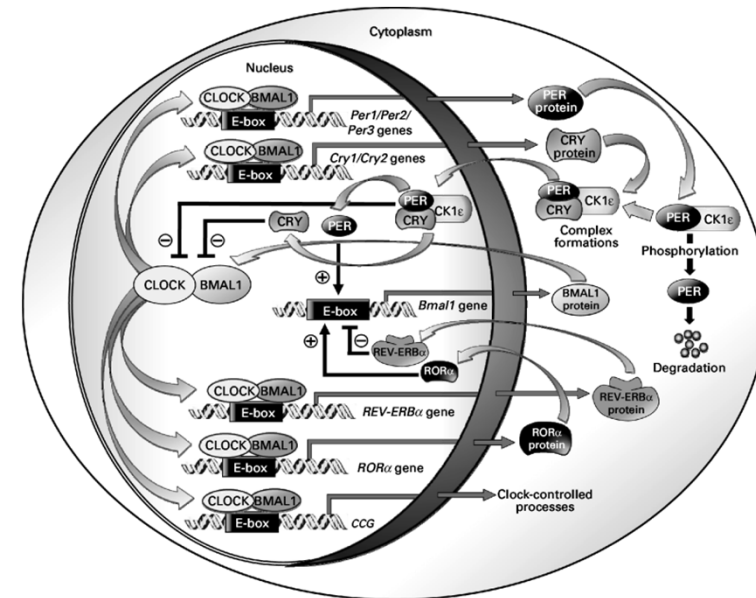 Cytoplasm
Nucleus
CLOCK BMAL1
E-box
Per1/Per2/
Per3 genes
PER
protein
CLOCK BMAL1
E-box
Cry1/Cry2 genes
CRY
protein
PER
CRY
CK1ε
Complex
formations
PER
CK1ε
Phosphorylation
PER
Degradation
PER
CK1ε
CRY
CRY
PER
⊖
⊖
CLOCK
BMAL1
⊕
E-box
Bmal1 gene
BMAL1
protein
⊕
⊖
REV-ERBα
RORα
REV-ERBα
protein
CLOCK BMAL1
E-box
REV-ERBα gene
RORα
protein
CLOCK BMAL1
E-box
RORα gene
CLOCK BMAL1
E-box
CCG
Clock-controlled
processes